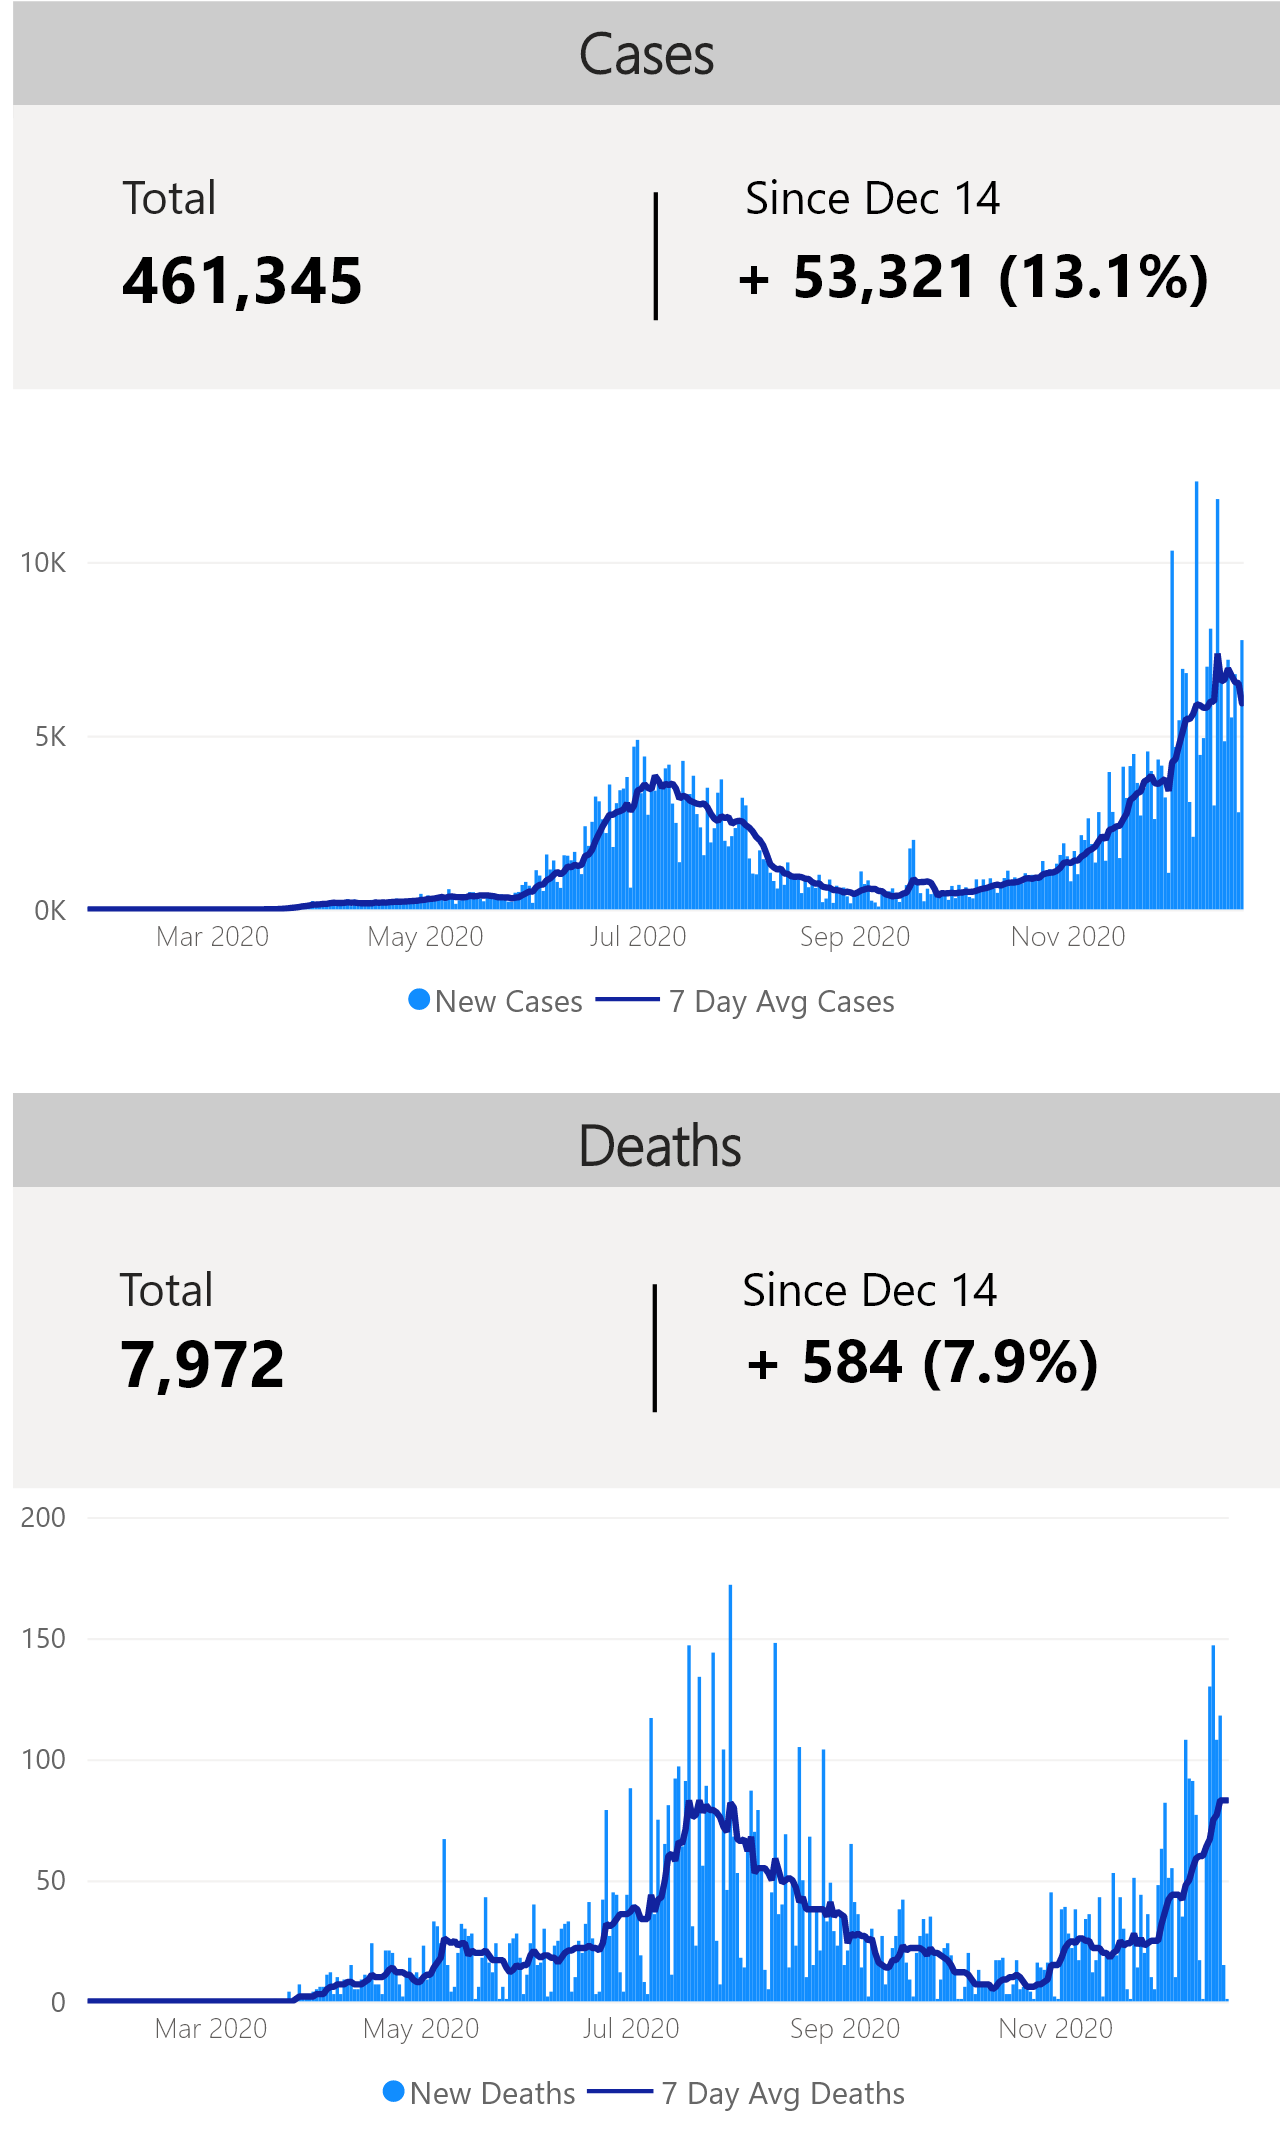 Cases
Total
Since Dec 14
461,345
+ 53,321 (13.1%)
10K
5K
0K
Mar 2020 May 2020 Jul 2020 Sep 2020 Nov 2020
New Cases 7 Day Avg Cases
Deaths
Total
Since Dec 14
7,972
+ 584 (7.9%)
200
150
100
50
0
Mar 2020 May 2020 Jul 2020 Sep 2020 Nov 2020
New Deaths 7 Day Avg Deaths